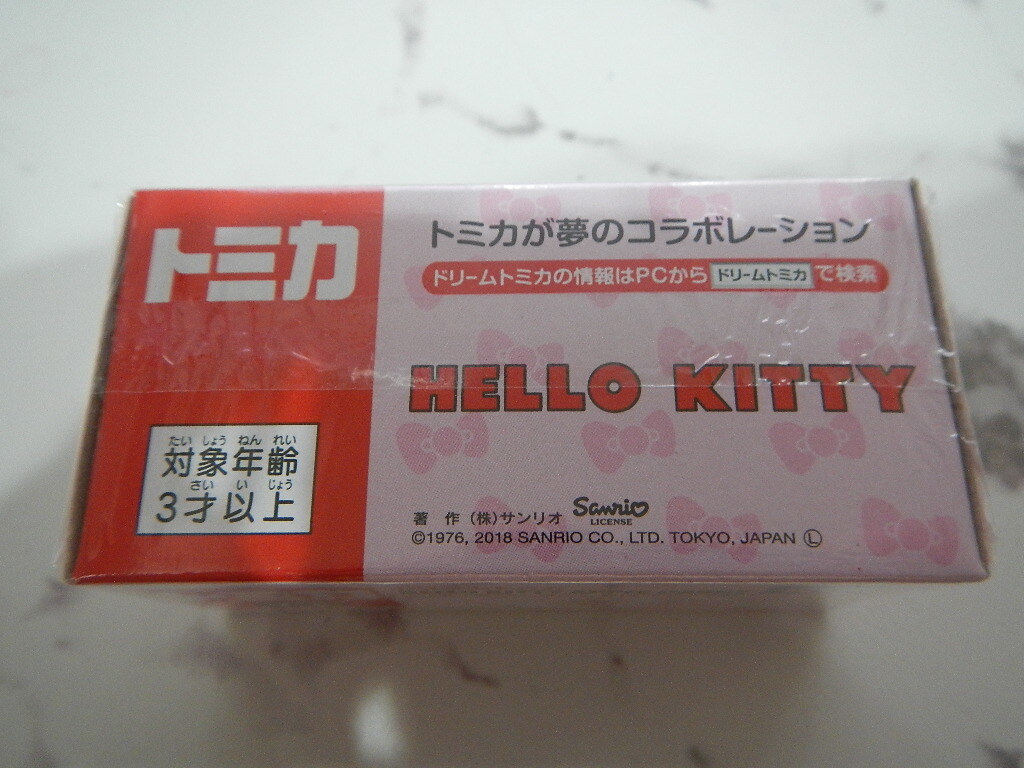 トミカ
対象年齢
3才以上
たいしょうねんれい
さいいじょう
トミカが夢のコラボレーション
ドリームトミカの情報はPCから ドリームトミカ で検索
HELLO KITTY
著 作 (株)サンリオ Sanrio LICENSE
©1976, 2018 SANRIO CO., LTD. TOKYO, JAPAN Ⓛ